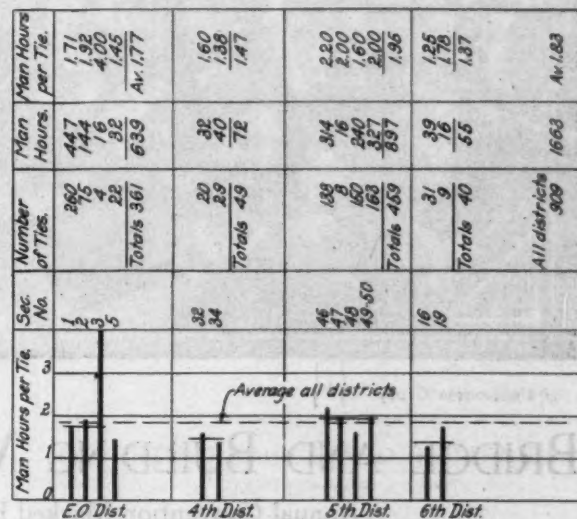 Man Hours per Tie.
Sec. No.
Number of Ties.
Man Hours.
Man Hours per Tie.
0 1 2 3
E.O. Dist.
1 260 447 1.71
2 75 144 1.92
3 4 16 4.00
5 22 32 1.45
Totals 361 639 Av. 1.77
4th Dist.
32 20 32 1.60
34 29 40 1.38
Totals 49 72 1.47
Average all districts
5th Dist.
46 138 314 2.20
47 8 16 2.00
48 150 240 1.60
49-50 163 327 2.00
Totals 459 897 1.95
6th Dist.
16 31 39 1.25
19 9 16 1.78
Totals 40 55 1.37
All districts
909 1663 Av. 1.83
BRIDGE AND BUILDING